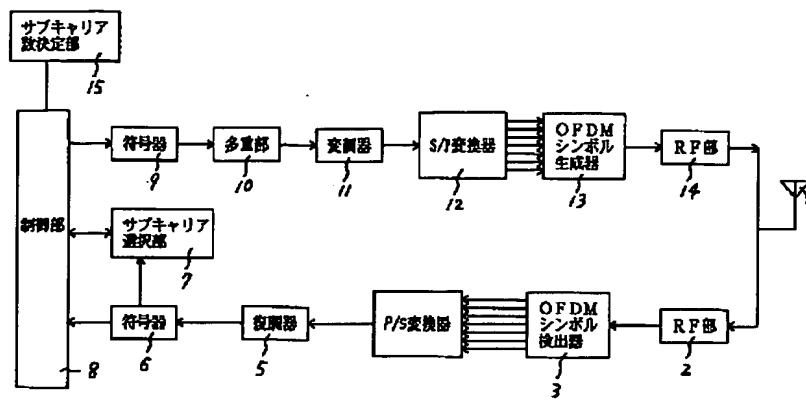 サブキャリア
数決定部
15
符号器
9
多重部
10
変調器
11
S/P変換器
12
OFDM
シンボル
生成器
13
RF部
14
制御部
8
サブキャリア
選択部
7
符号器
6
復調器
5
P/S変換器
OFDM
シンボル
検出器
3
RF部
2